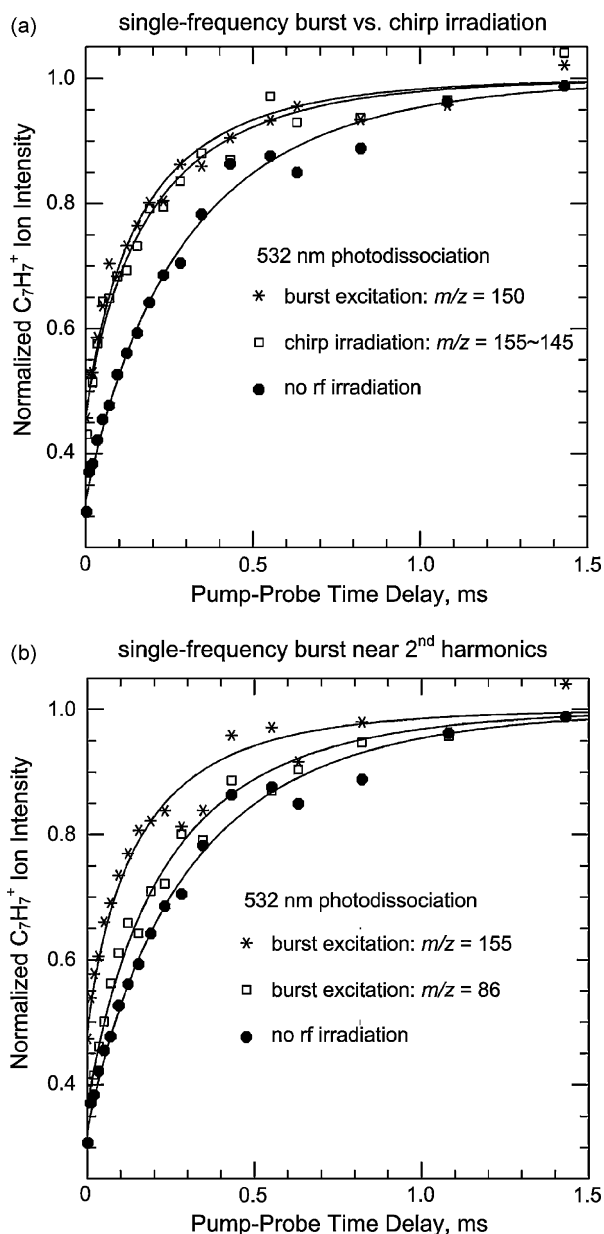 (a) single-frequency burst vs. chirp irradiation
1.0
0.8
0.6
0.4
Normalized C₇H₇⁺ Ion Intensity
532 nm photodissociation
burst excitation: m/z = 150
chirp irradiation: m/z = 155~145
no rf irradiation
0 0.5 1.0 1.5
Pump-Probe Time Delay, ms
(b) single-frequency burst near 2ⁿᵈ harmonics
1.0
0.8
0.6
0.4
Normalized C₇H₇⁺ Ion Intensity
532 nm photodissociation
burst excitation: m/z = 155
burst excitation: m/z = 86
no rf irradiation
0 0.5 1.0 1.5
Pump-Probe Time Delay, ms